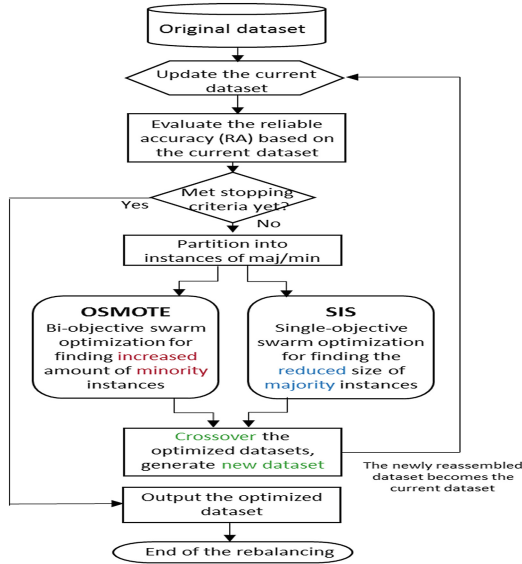 Original dataset
Update the current
dataset
Evaluate the reliable
accuracy (RA) based on
the current dataset
Met stopping
criteria yet?
Yes
No
Partition into
instances of maj/min
OSMOTE
Bi-objective swarm
optimization for
finding increased
amount of minority
instances
SIS
Single-objective
swarm optimization
for finding the
reduced size of
majority instances
Crossover the
optimized datasets,
generate new dataset
The newly reassembled
dataset becomes the
current dataset
Output the optimized
dataset
End of the rebalancing